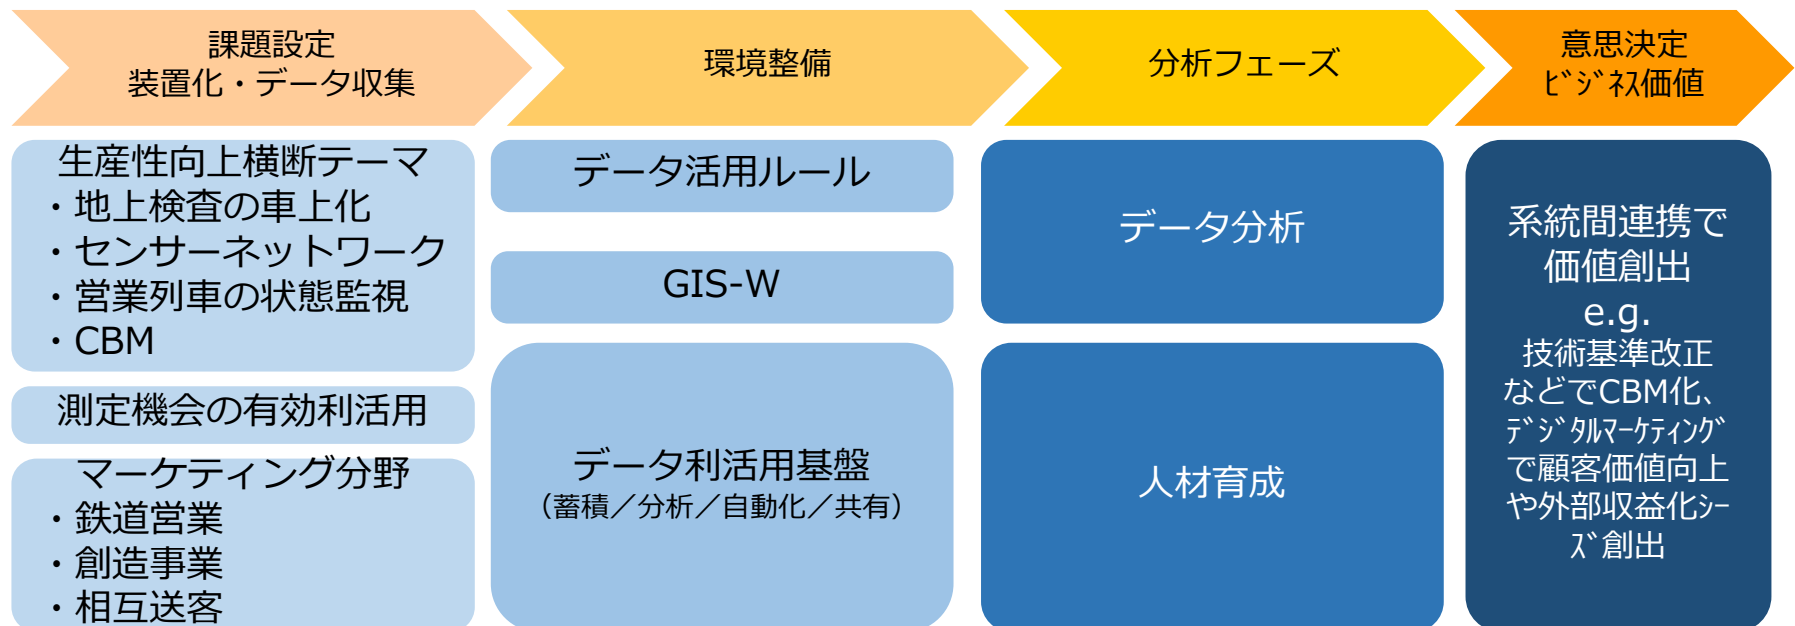 課題設定
装置化・データ収集
環境整備
分析フェーズ
意思決定
ﾋﾞｼﾞﾈｽ価値
生産性向上横断テーマ
・地上検査の車上化
・センサーネットワーク
・営業列車の状態監視
・CBM
測定機会の有効利活用
マーケティング分野
・鉄道営業
・創造事業
・相互送客
データ活用ルール
GIS-W
データ利活用基盤
（蓄積／分析／自動化／共有）
データ分析
人材育成
系統間連携で
価値創出
e.g.
技術基準改正
などでCBM化、
ﾃﾞｼﾞﾀﾙﾏｰｹﾃｨﾝｸﾞ
で顧客価値向上
や外部収益化ｼｰ
ｽﾞ創出